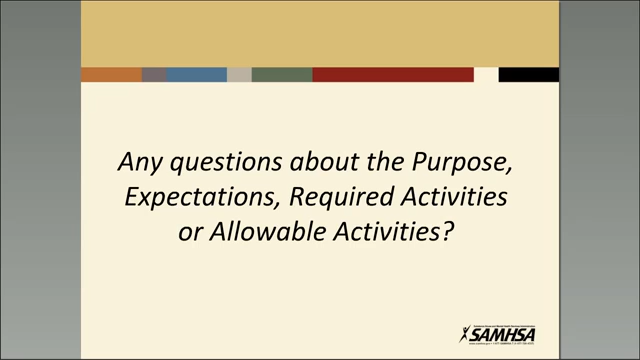 Any questions about the Purpose,
Expectations, Required Activities
or Allowable Activities?
SAMHSA